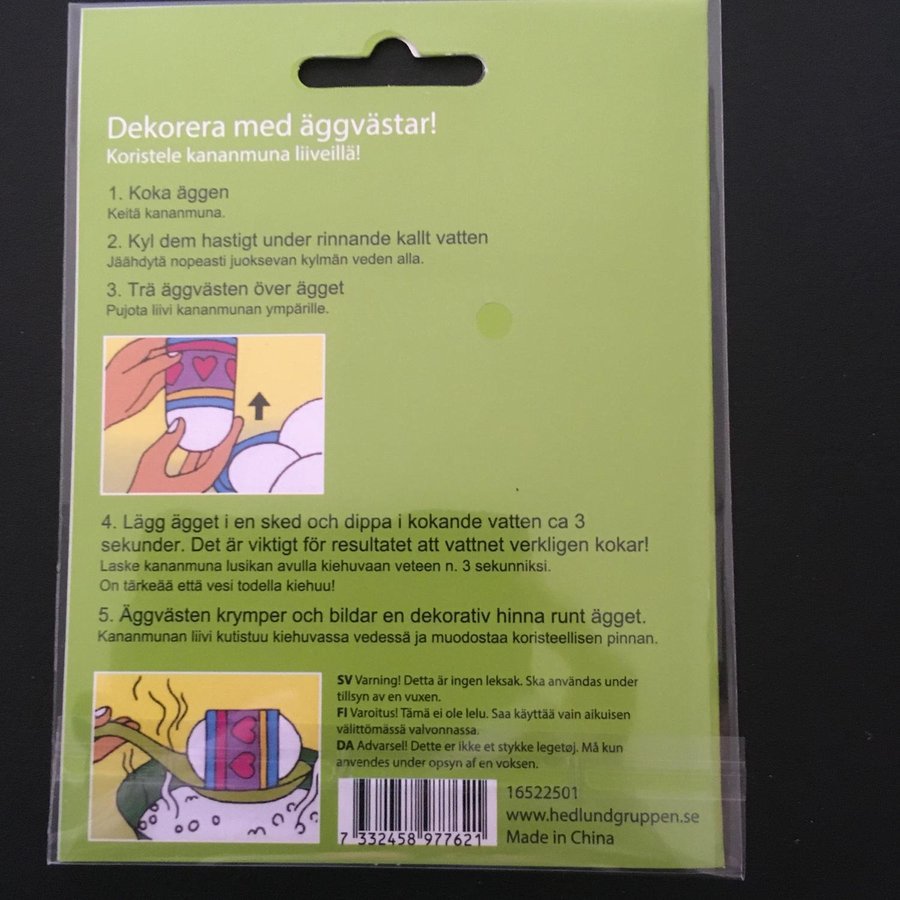 Dekorera med äggvästar!
Koristele kananmuna liiveillä!
1. Koka äggen
Keitä kananmuna.
2. Kyl dem hastigt under rinnande kallt vatten
Jäähdytä nopeasti juoksevan kylmän veden alla.
3. Trä äggvästen över ägget
Pujota liivi kananmunan ympärille.
4. Lägg ägget i en sked och dippa i kokande vatten ca 3
sekunder. Det är viktigt för resultatet att vattnet verkligen kokar!
Laske kananmuna lusikan avulla kiehuvaan veteen n. 3 sekunniksi.
On tärkeää että vesi todella kiehuu!
5. Äggvästen krymper och bildar en dekorativ hinna runt ägget.
Kananmunan liivi kutistuu kiehuvassa vedessä ja muodostaa koristeellisen pinnan.
SV Varning! Detta är ingen leksak. Ska användas under
tillsyn av en vuxen.
FI Varoitus! Tämä ei ole lelu. Saa käyttää vain aikuisen
välittömässä valvonnassa.
DA Advarsel! Dette er ikke et stykke legetøj. Må kun
anvendes under opsyn af en voksen.
7 332458 977621
16522501
www.hedlundgruppen.se
Made in China